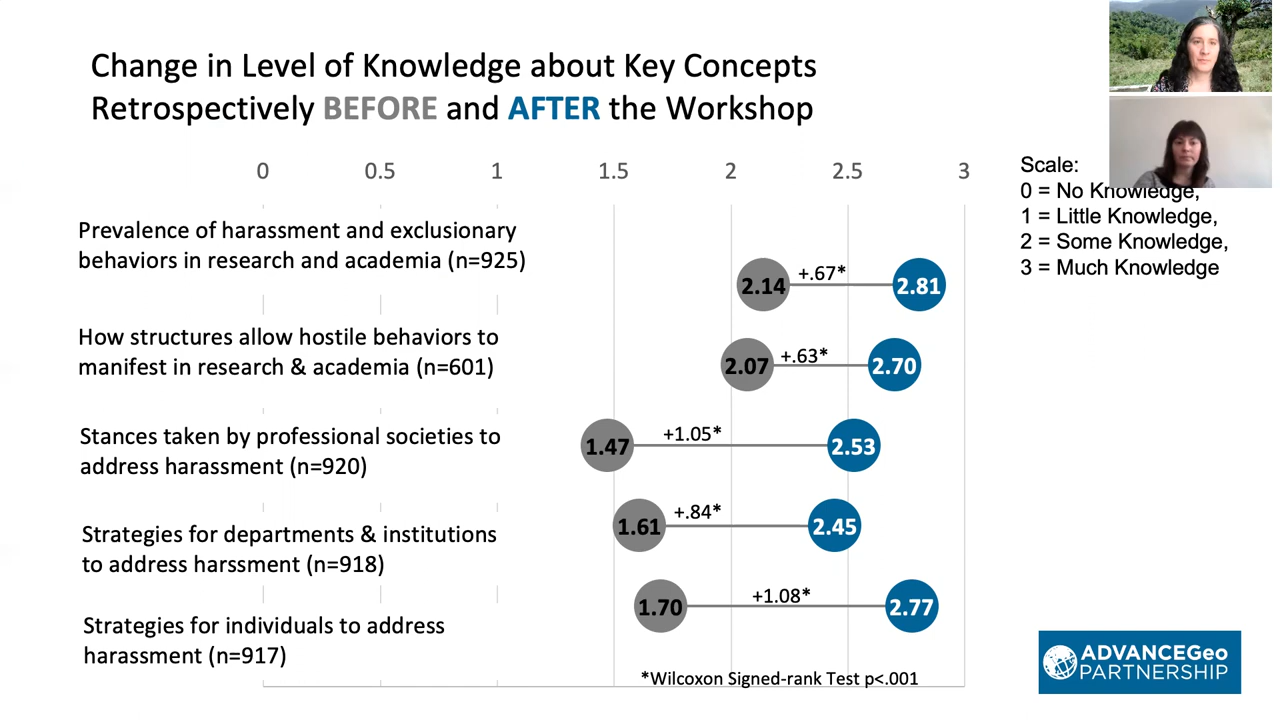 Change in Level of Knowledge about Key Concepts
Retrospectively BEFORE and AFTER the Workshop
0 0.5 1 1.5 2 2.5 3
Scale:
0 = No Knowledge,
1 = Little Knowledge,
2 = Some Knowledge,
3 = Much Knowledge
Prevalence of harassment and exclusionary
behaviors in research and academia (n=925)
2.14 +.67* 2.81
How structures allow hostile behaviors to
manifest in research & academia (n=601)
2.07 +.63* 2.70
Stances taken by professional societies to
address harassment (n=920)
1.47 +1.05* 2.53
Strategies for departments & institutions
to address harssment (n=918)
1.61 +.84* 2.45
Strategies for individuals to address
harassment (n=917)
1.70 +1.08* 2.77
*Wilcoxon Signed-rank Test p<.001
ADVANCEGeo
PARTNERSHIP